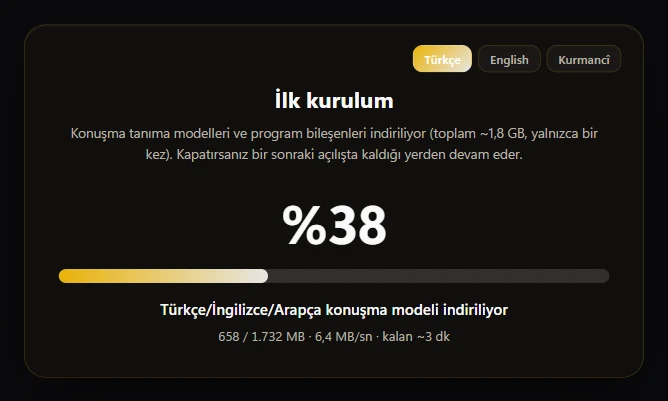 Türkçe English Kurmancî
İlk kurulum
Konuşma tanıma modelleri ve program bileşenleri indiriliyor (toplam ~1,8 GB, yalnızca bir
kez). Kapatırsanız bir sonraki açılışta kaldığı yerden devam eder.
%38
Türkçe/İngilizce/Arapça konuşma modeli indiriliyor
658 / 1.732 MB · 6,4 MB/sn · kalan ~3 dk